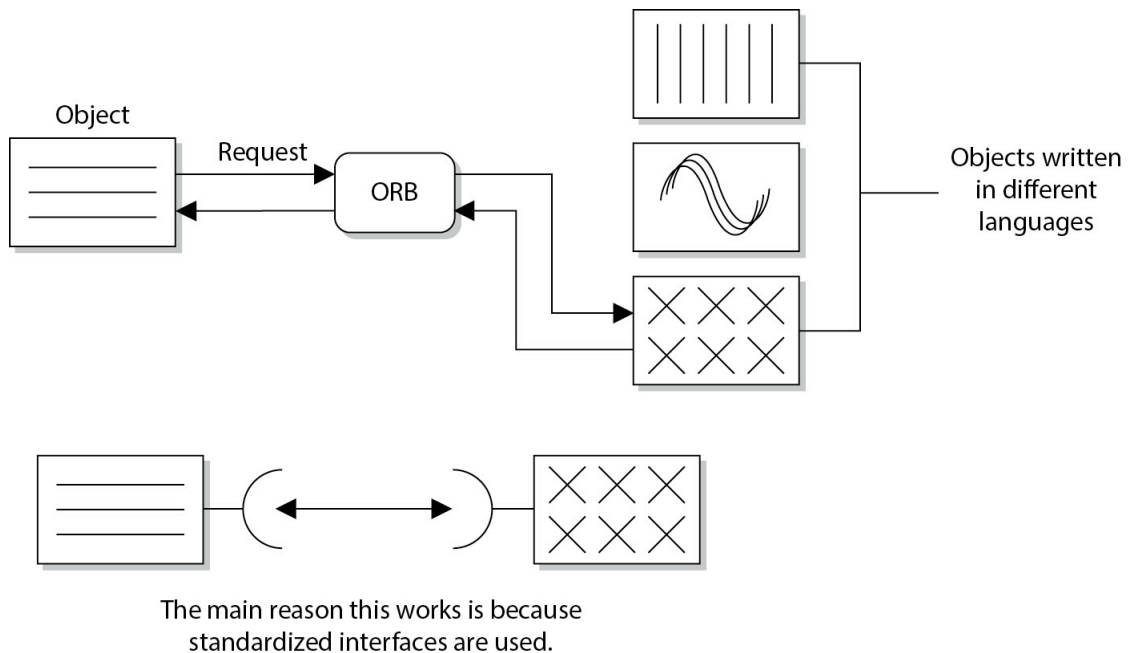 Object
Request
ORB
Objects written
in different
languages
The main reason this works is because
standardized interfaces are used.